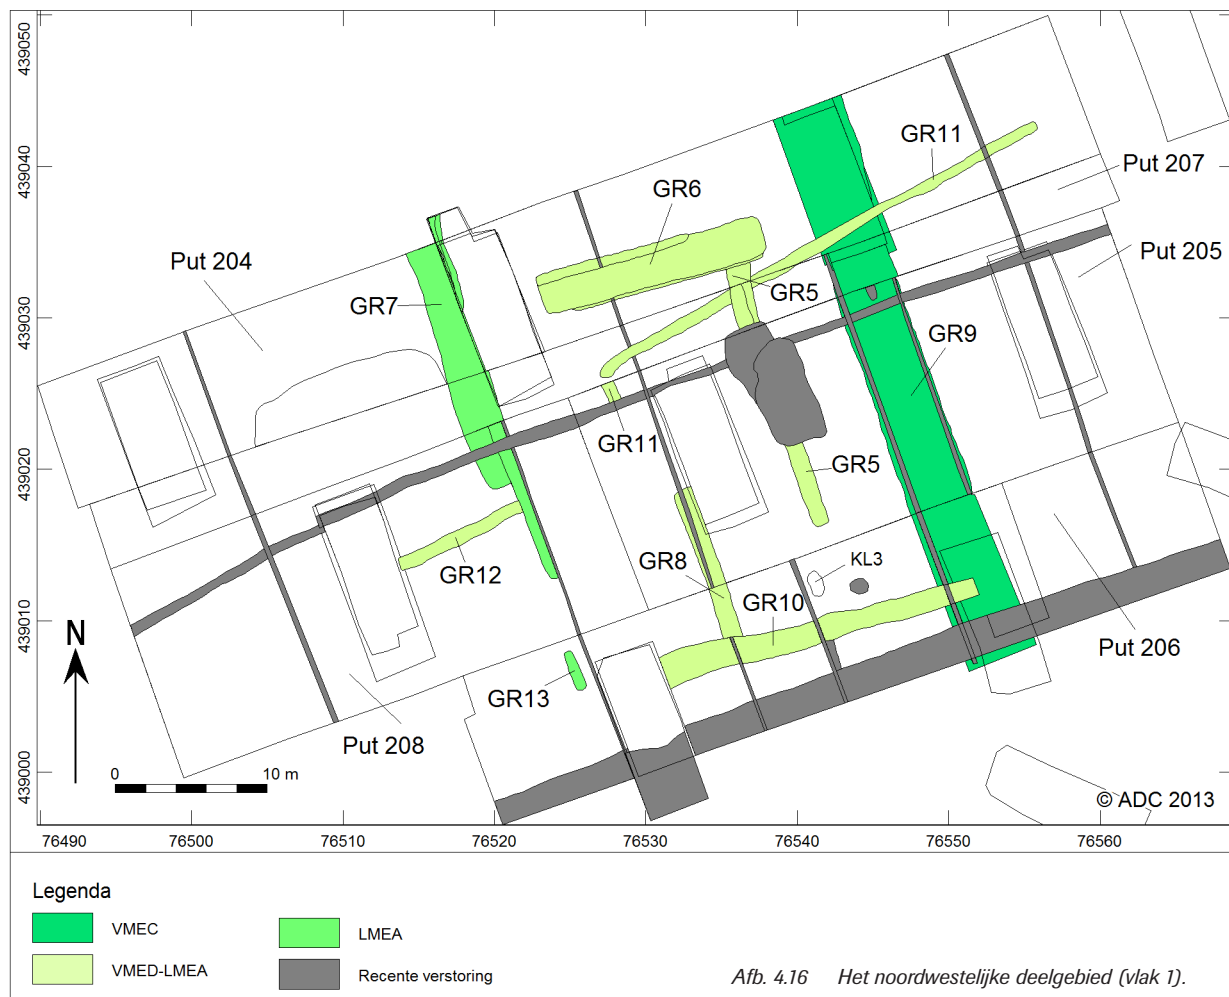 439050
439040
439030
439020
439010
439000
GR11
Put 207
GR6
Put 204
Put 205
GR7
GR5
GR9
GR11
GR5
GR12
GR8
KL3
GR10
N
GR13
Put 206
Put 208
0 10 m
© ADC 2013
76490 76500 76510 76520 76530 76540 76550 76560
Legenda
VMEC LMEA
VMED-LMEA Recente verstoring
Afb. 4.16 Het noordwestelijke deelgebied (vlak 1).